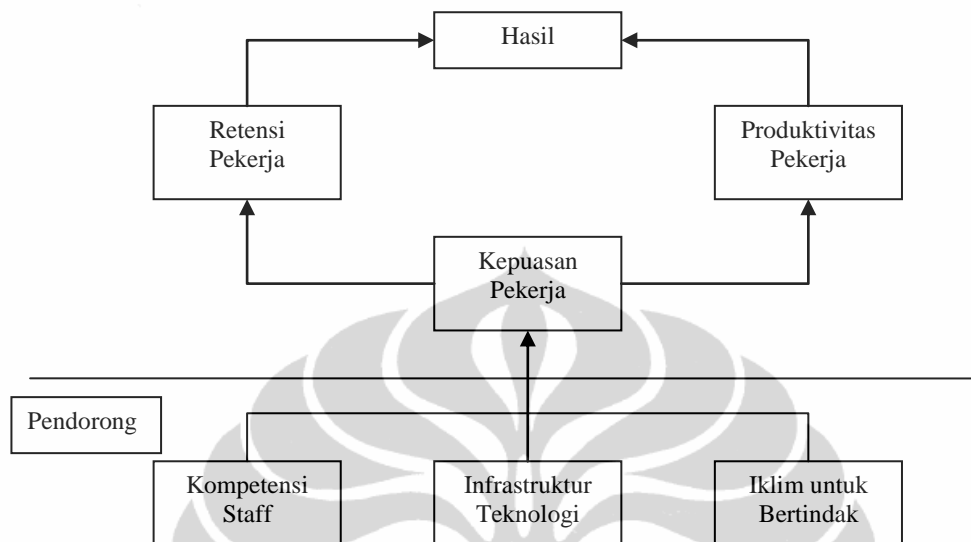 Hasil
Retensi
Pekerja
Produktivitas
Pekerja
Kepuasan
Pekerja
Pendorong
Kompetensi
Staff
Infrastruktur
Teknologi
Iklim untuk
Bertindak